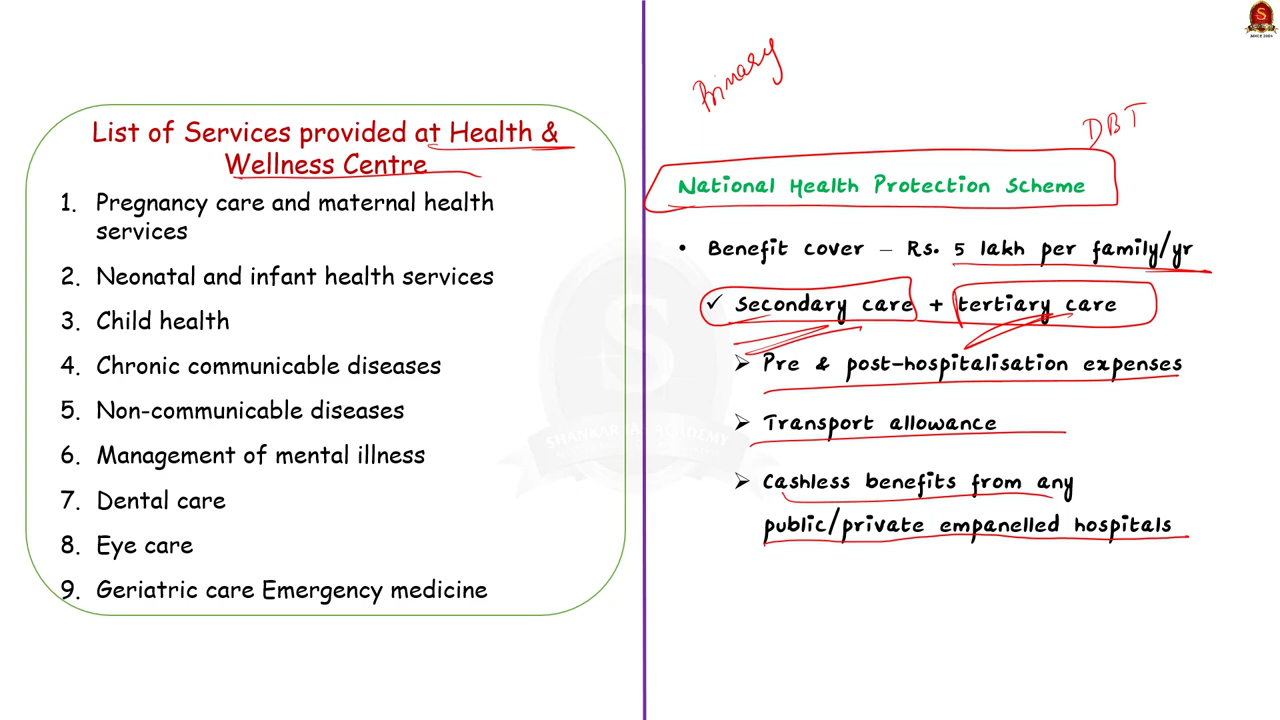 List of Services provided at Health &
Wellness Centre
1. Pregnancy care and maternal health
services
2. Neonatal and infant health services
3. Child health
4. Chronic communicable diseases
5. Non-communicable diseases
6. Management of mental illness
7. Dental care
8. Eye care
9. Geriatric care Emergency medicine
S
SINCE 2004
Primary
DBT
National Health Protection Scheme
• Benefit cover – Rs. 5 lakh per family/yr
✓ Secondary care + tertiary care
➢ Pre & post-hospitalisation expenses
➢ Transport allowance
➢ Cashless benefits from any
public/private empanelled hospitals